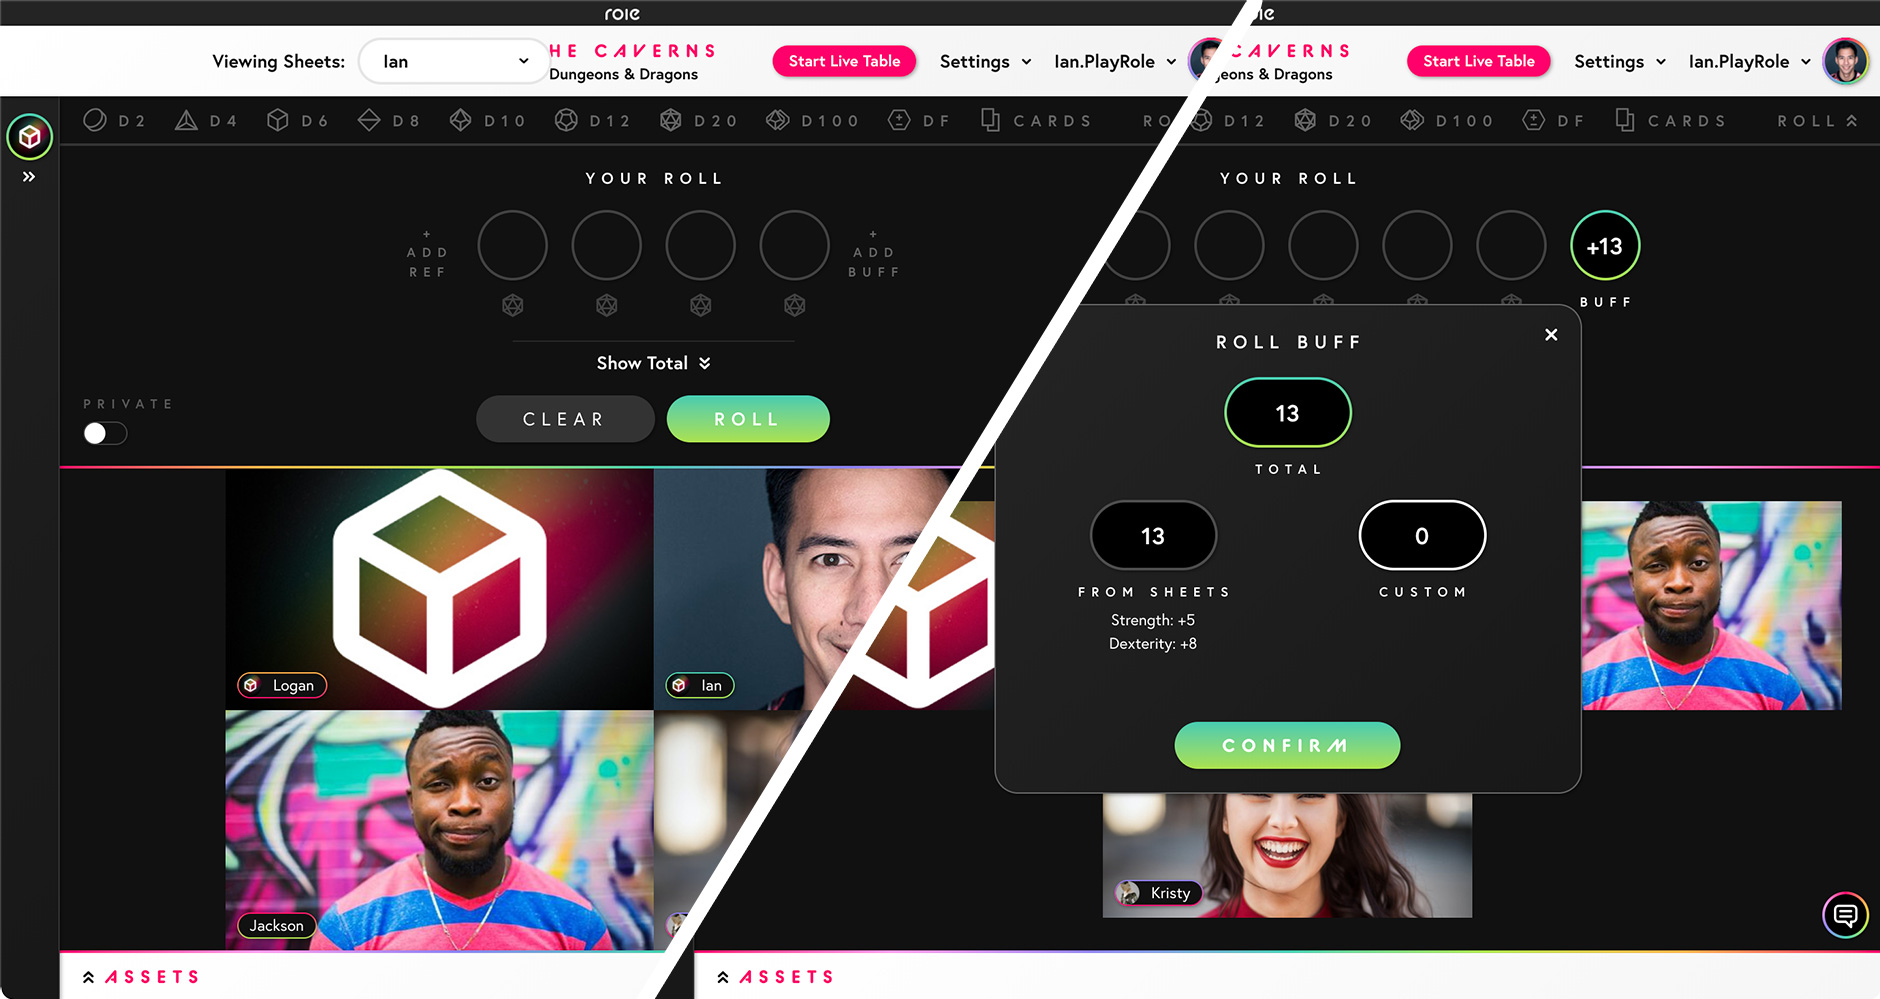 role
Viewing Sheets:
Ian
HE CAVERNS
Dungeons & Dragons
Start Live Table
Settings
Ian.PlayRole
CAVERNS
Dragons
Start Live Table
Settings
Ian.PlayRole
D2
D4
D6
D8
D10
D12
D20
D100
DF
CARDS
RO
D12
D20
D100
DF
CARDS
ROLL
YOUR ROLL
+
ADD
REF
+
ADD
BUFF
Show Total
PRIVATE
CLEAR
ROLL
Logan
Ian
Jackson
ASSETS
YOUR ROLL
+13
BUFF
ROLL BUFF
13
TOTAL
13
FROM SHEETS
Strength: +5
Dexterity: +8
0
CUSTOM
CONFIRM
Kristy
ASSETS